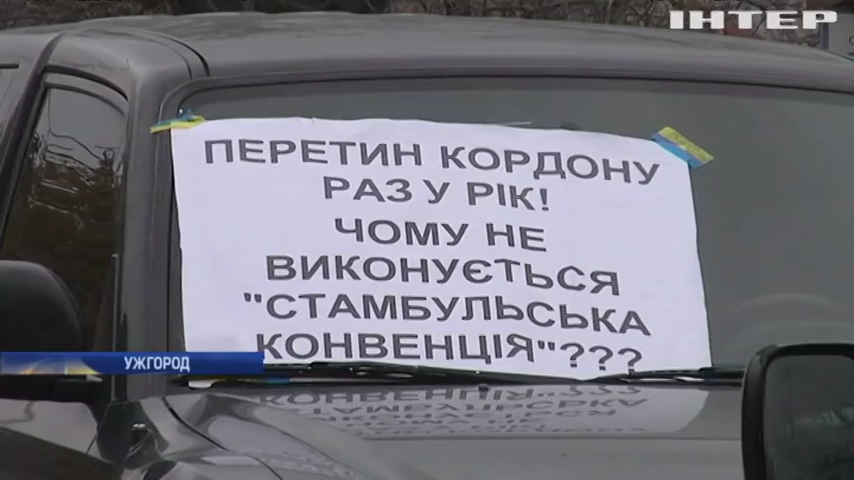 ІНТЕР
ПЕРЕТИН КОРДОНУ
РАЗ У РІК!
ЧОМУ НЕ
ВИКОНУЄТЬСЯ
"СТАМБУЛЬСЬКА
КОНВЕНЦІЯ"???
УЖГОРОД